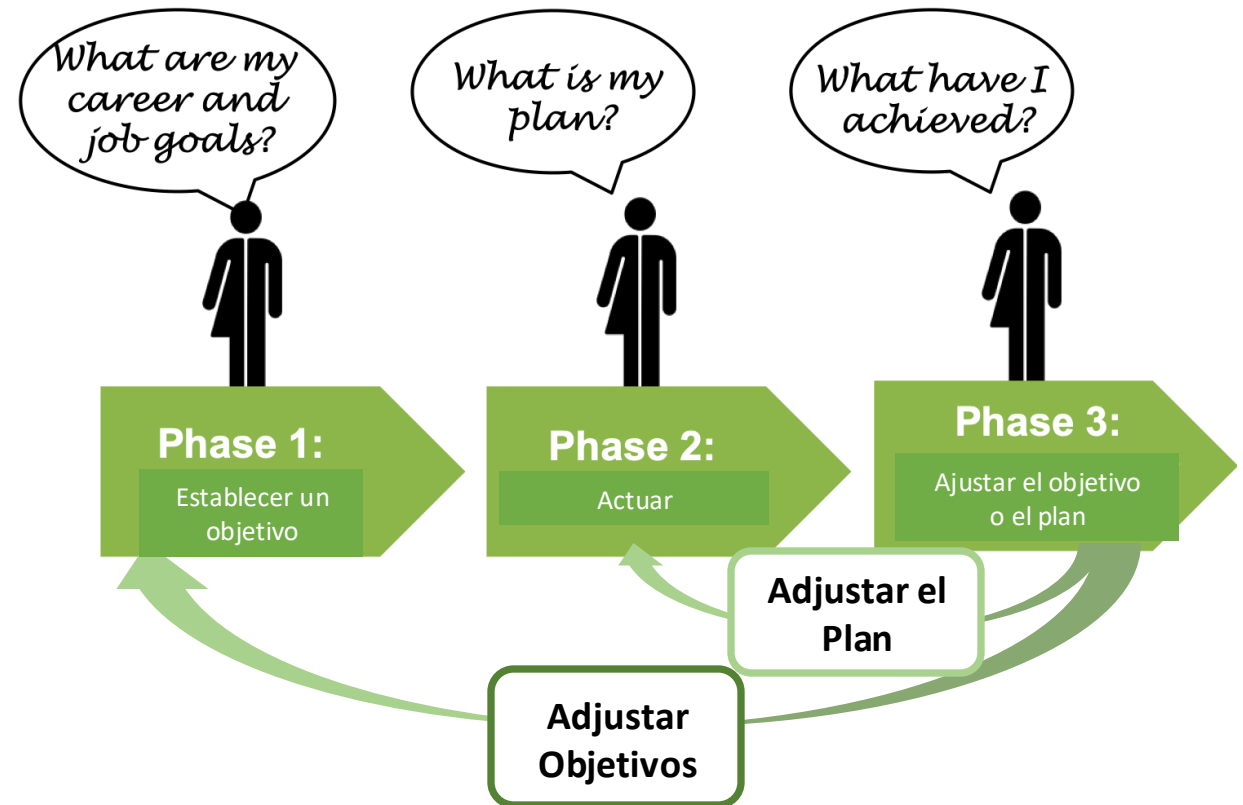 What are my
career and
job goals?
What is my
plan?
What have I
achieved?
Phase 1:
Establecer un
objetivo
Phase 2:
Actuar
Phase 3:
Ajustar el objetivo
o el plan
Adjustar el
Plan
Adjustar
Objetivos